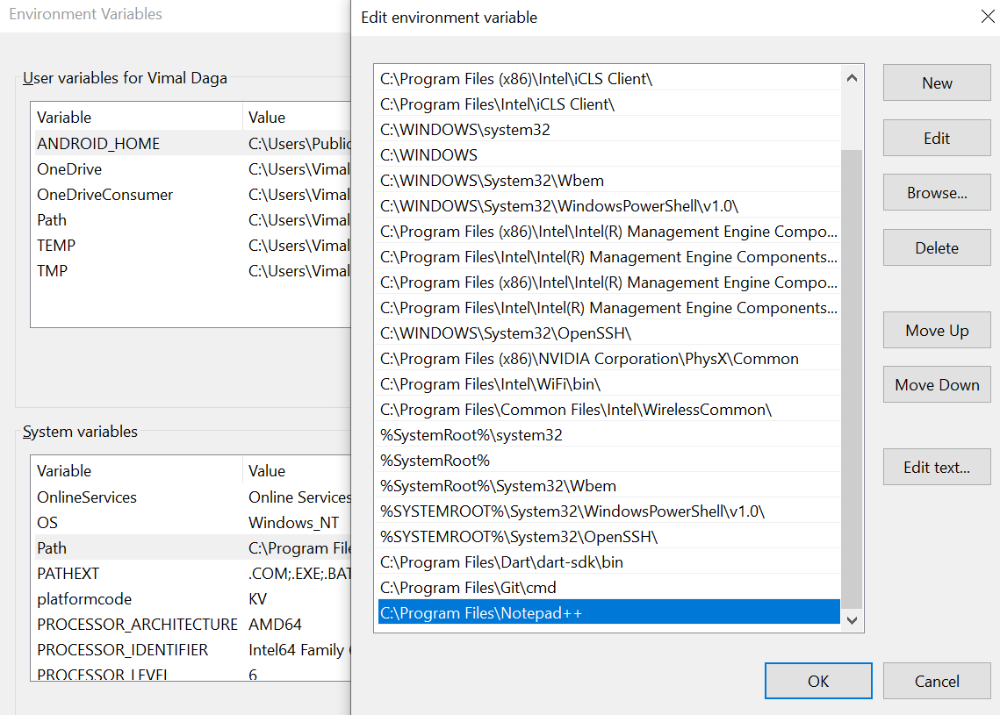 Environment Variables
User variables for Vimal Daga
Variable Value
ANDROID_HOME C:\Users\Public
OneDrive C:\Users\Vimal
OneDriveConsumer C:\Users\Vimal
Path C:\Users\Vimal
TEMP C:\Users\Vimal
TMP C:\Users\Vimal
System variables
Variable Value
OnlineServices Online Services
OS Windows_NT
Path C:\Program File
PATHEXT .COM;.EXE;.BAT
platformcode KV
PROCESSOR_ARCHITECTURE AMD64
PROCESSOR_IDENTIFIER Intel64 Family
PROCESSOR_LEVEL 6
Edit environment variable
C:\Program Files (x86)\Intel\iCLS Client\
C:\Program Files\Intel\iCLS Client\
C:\WINDOWS\system32
C:\WINDOWS
C:\WINDOWS\System32\Wbem
C:\WINDOWS\System32\WindowsPowerShell\v1.0\
C:\Program Files (x86)\Intel\Intel(R) Management Engine Compo...
C:\Program Files\Intel\Intel(R) Management Engine Components...
C:\Program Files (x86)\Intel\Intel(R) Management Engine Compo...
C:\Program Files\Intel\Intel(R) Management Engine Components...
C:\WINDOWS\System32\OpenSSH\
C:\Program Files (x86)\NVIDIA Corporation\PhysX\Common
C:\Program Files\Intel\WiFi\bin\
C:\Program Files\Common Files\Intel\WirelessCommon\
%SystemRoot%\system32
%SystemRoot%
%SystemRoot%\System32\Wbem
%SYSTEMROOT%\System32\WindowsPowerShell\v1.0\
%SYSTEMROOT%\System32\OpenSSH\
C:\Program Files\Dart\dart-sdk\bin
C:\Program Files\Git\cmd
C:\Program Files\Notepad++
New
Edit
Browse...
Delete
Move Up
Move Down
Edit text...
OK
Cancel